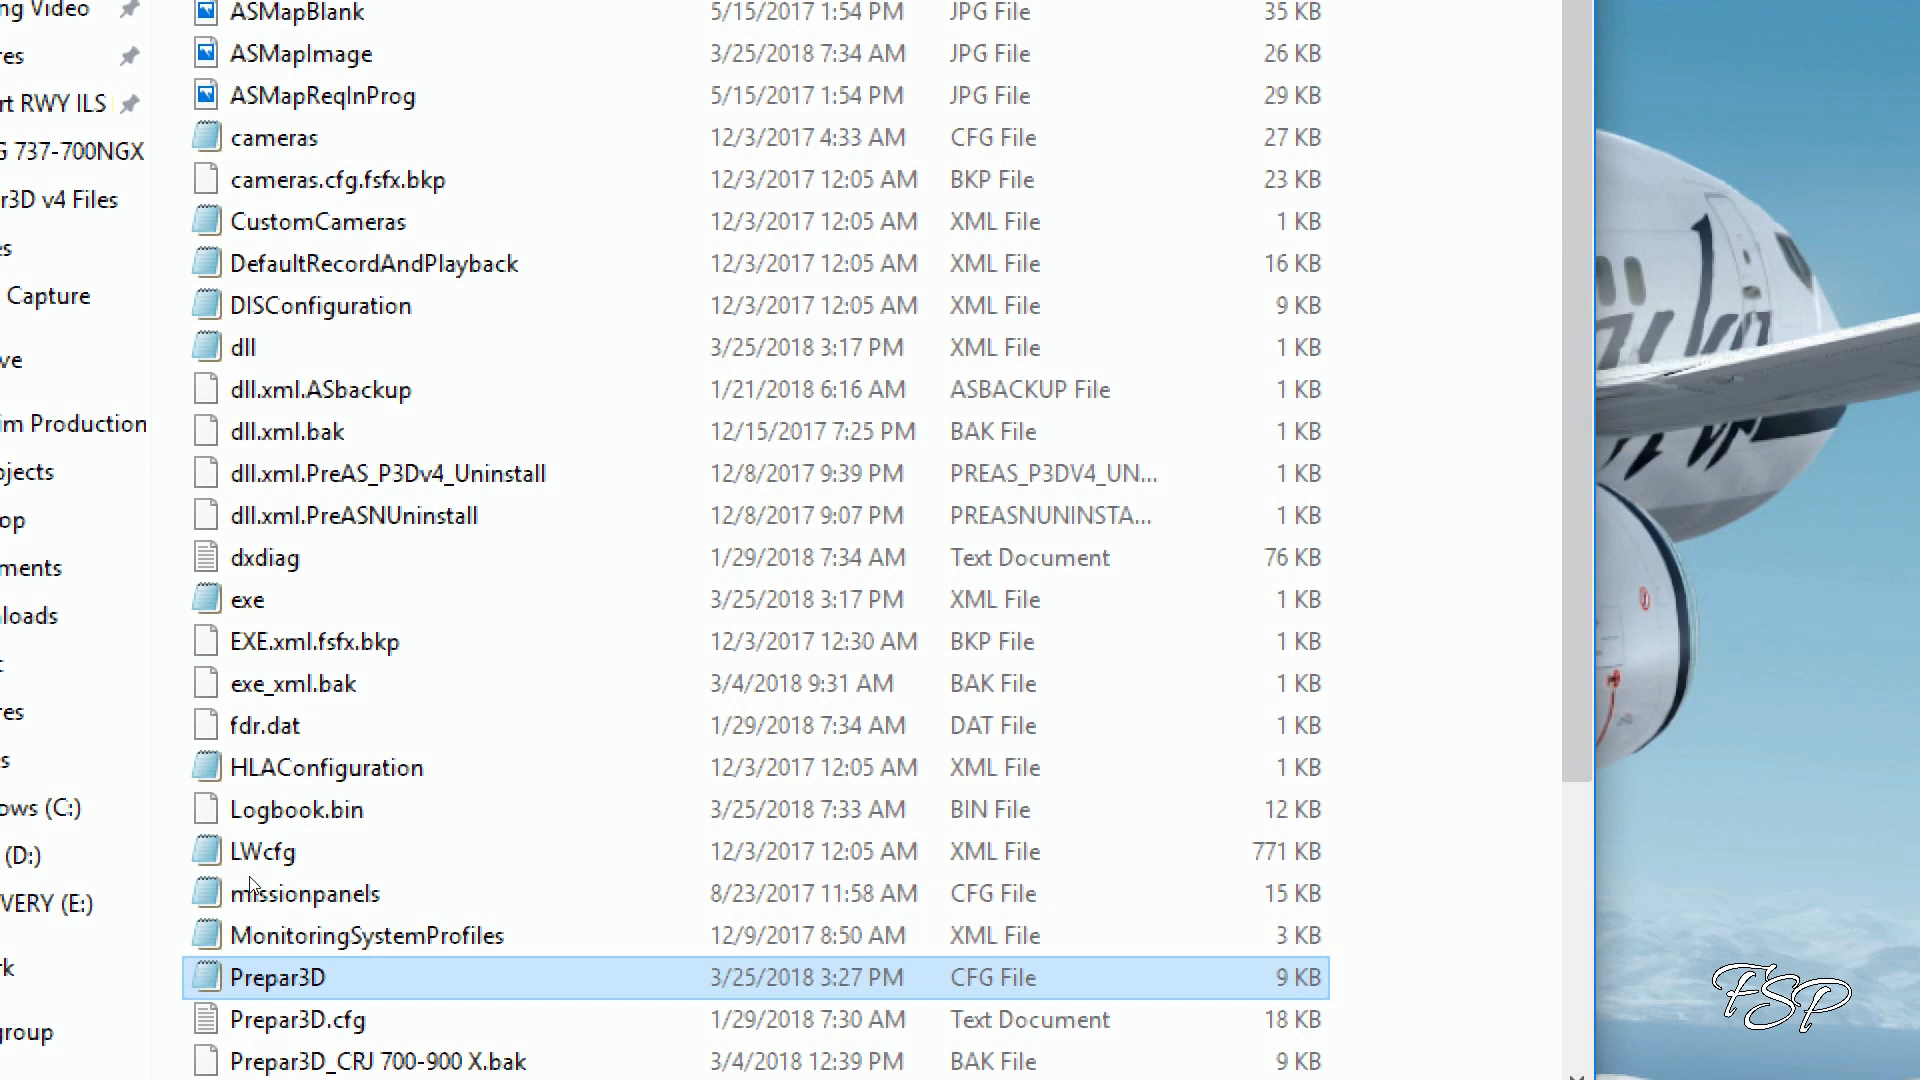 ng Video
res
rt RWY ILS
G 737-700NGX
r3D v4 Files
es
Capture
ve
im Production
ojects
op
ments
loads
t
res
s
ows (C:)
(D:)
VERY (E:)
rk
group
ASMapBlank 5/15/2017 1:54 PM JPG File 35 KB
ASMapImage 3/25/2018 7:34 AM JPG File 26 KB
ASMapReqInProg 5/15/2017 1:54 PM JPG File 29 KB
cameras 12/3/2017 4:33 AM CFG File 27 KB
cameras.cfg.fsfx.bkp 12/3/2017 12:05 AM BKP File 23 KB
CustomCameras 12/3/2017 12:05 AM XML File 1 KB
DefaultRecordAndPlayback 12/3/2017 12:05 AM XML File 16 KB
DISConfiguration 12/3/2017 12:05 AM XML File 9 KB
dll 3/25/2018 3:17 PM XML File 1 KB
dll.xml.ASbackup 1/21/2018 6:16 AM ASBACKUP File 1 KB
dll.xml.bak 12/15/2017 7:25 PM BAK File 1 KB
dll.xml.PreAS_P3Dv4_Uninstall 12/8/2017 9:39 PM PREAS_P3DV4_UN... 1 KB
dll.xml.PreASNUninstall 12/8/2017 9:07 PM PREASNUNINSTA... 1 KB
dxdiag 1/29/2018 7:34 AM Text Document 76 KB
exe 3/25/2018 3:17 PM XML File 1 KB
EXE.xml.fsfx.bkp 12/3/2017 12:30 AM BKP File 1 KB
exe_xml.bak 3/4/2018 9:31 AM BAK File 1 KB
fdr.dat 1/29/2018 7:34 AM DAT File 1 KB
HLAConfiguration 12/3/2017 12:05 AM XML File 1 KB
Logbook.bin 3/25/2018 7:33 AM BIN File 12 KB
LWcfg 12/3/2017 12:05 AM XML File 771 KB
missionpanels 8/23/2017 11:58 AM CFG File 15 KB
MonitoringSystemProfiles 12/9/2017 8:50 AM XML File 3 KB
Prepar3D 3/25/2018 3:27 PM CFG File 9 KB
Prepar3D.cfg 1/29/2018 7:30 AM Text Document 18 KB
Prepar3D_CRJ 700-900 X.bak 3/4/2018 12:39 PM BAK File 9 KB
FSP